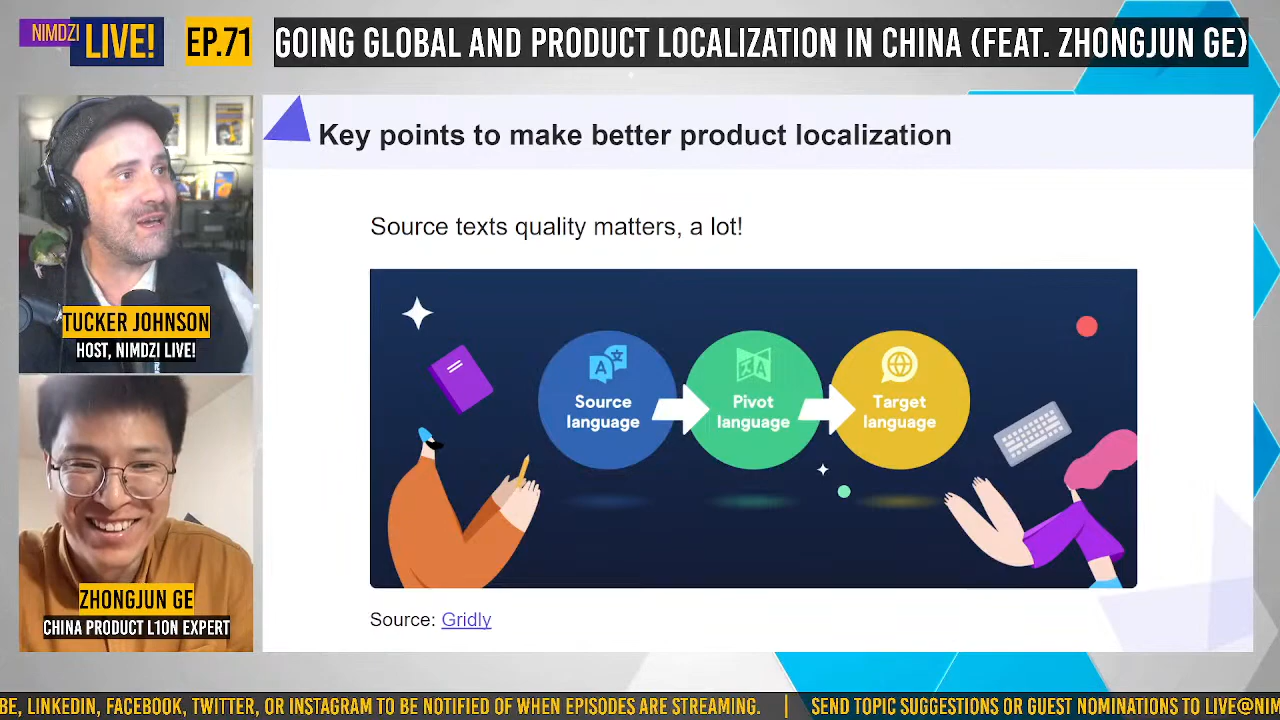 NIMDZI LIVE!
EP.71
GOING GLOBAL AND PRODUCT LOCALIZATION IN CHINA (FEAT. ZHONGJUN GE)
Key points to make better product localization
Source texts quality matters, a lot!
Source
language
Pivot
language
Target
language
Source: Gridly
TUCKER JOHNSON
HOST, NIMDZI LIVE!
ZHONGJUN GE
CHINA PRODUCT L10N EXPERT
BE, LINKEDIN, FACEBOOK, TWITTER, OR INSTAGRAM TO BE NOTIFIED OF WHEN EPISODES ARE STREAMING. | SEND TOPIC SUGGESTIONS OR GUEST NOMINATIONS TO LIVE@NIM